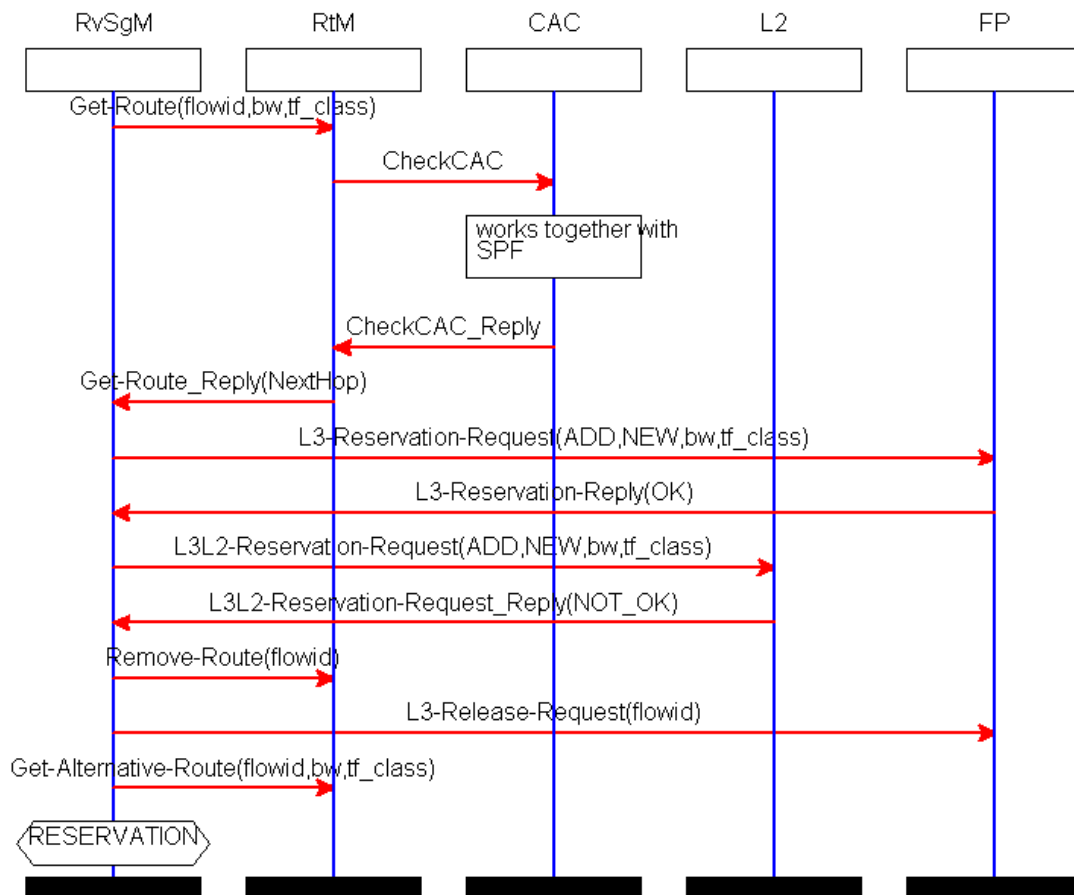 RvSgM RtM CAC L2 FP
Get-Route(flowid,bw,tf_class)
CheckCAC
works together with
SPF
CheckCAC_Reply
Get-Route_Reply(NextHop)
L3-Reservation-Request(ADD,NEW,bw,tf_class)
L3-Reservation-Reply(OK)
L3L2-Reservation-Request(ADD,NEW,bw,tf_class)
L3L2-Reservation-Request_Reply(NOT_OK)
Remove-Route(flowid)
L3-Release-Request(flowid)
Get-Alternative-Route(flowid,bw,tf_class)
RESERVATION